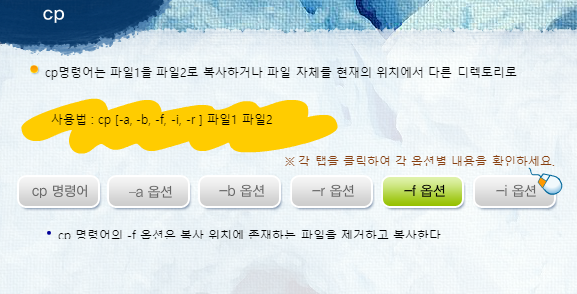 cp
cp명령어는 파일1을 파일2로 복사하거나 파일 자체를 현재의 위치에서 다른 디렉토리로
사용법 : cp [-a, -b, -f, -i, -r ] 파일1 파일2
※ 각 탭을 클릭하여 각 옵션별 내용을 확인하세요.
cp 명령어 –a 옵션 –b 옵션 –r 옵션 –f 옵션 –i 옵션
cp 명령어의 -f 옵션은 복사 위치에 존재하는 파일을 제거하고 복사한다